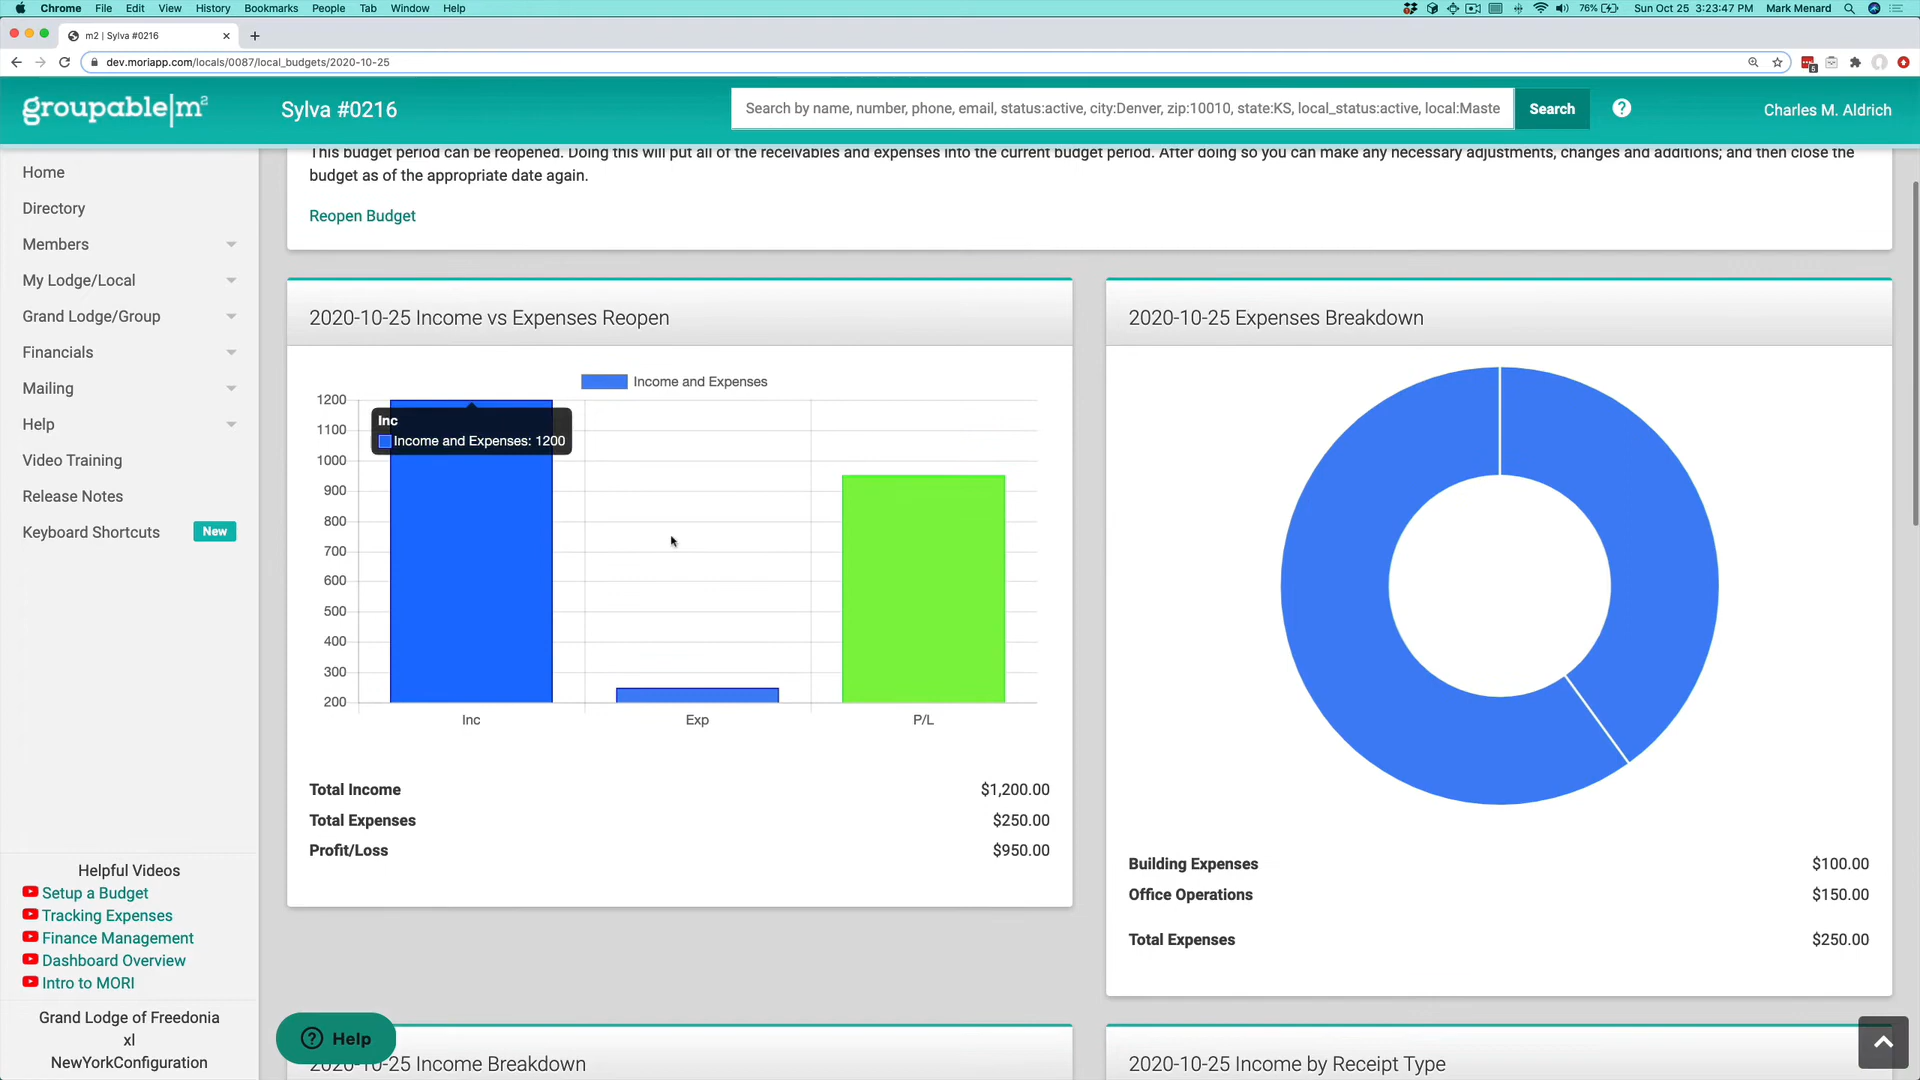 Chrome File Edit View History Bookmarks People Tab Window Help 76% Sun Oct 25 3:23:47 PM Mark Menard
m2 | Sylva #0216
dev.moriapp.com/locals/0087/local_budgets/2020-10-25
groupable|m² Sylva #0216 Search by name, number, phone, email, status:active, city:Denver, zip:10010, state:KS, local_status:active, local:Maste Search Charles M. Aldrich
Home
Directory
Members
My Lodge/Local
Grand Lodge/Group
Financials
Mailing
Help
Video Training
Release Notes
Keyboard Shortcuts New
Helpful Videos
Setup a Budget
Tracking Expenses
Finance Management
Dashboard Overview
Intro to MORI
Grand Lodge of Freedonia
xl
NewYorkConfiguration
This budget period can be reopened. Doing this will put all of the receivables and expenses into the current budget period. After doing so you can make any necessary adjustments, changes and additions; and then close the
budget as of the appropriate date again.
Reopen Budget
2020-10-25 Income vs Expenses Reopen
Income and Expenses
1200
1100
1000
900
800
700
600
500
400
300
200
Inc
Income and Expenses: 1200
Inc Exp P/L
Total Income $1,200.00
Total Expenses $250.00
Profit/Loss $950.00
2020-10-25 Expenses Breakdown
Building Expenses $100.00
Office Operations $150.00
Total Expenses $250.00
Help
2020-10-25 Income Breakdown
2020-10-25 Income by Receipt Type